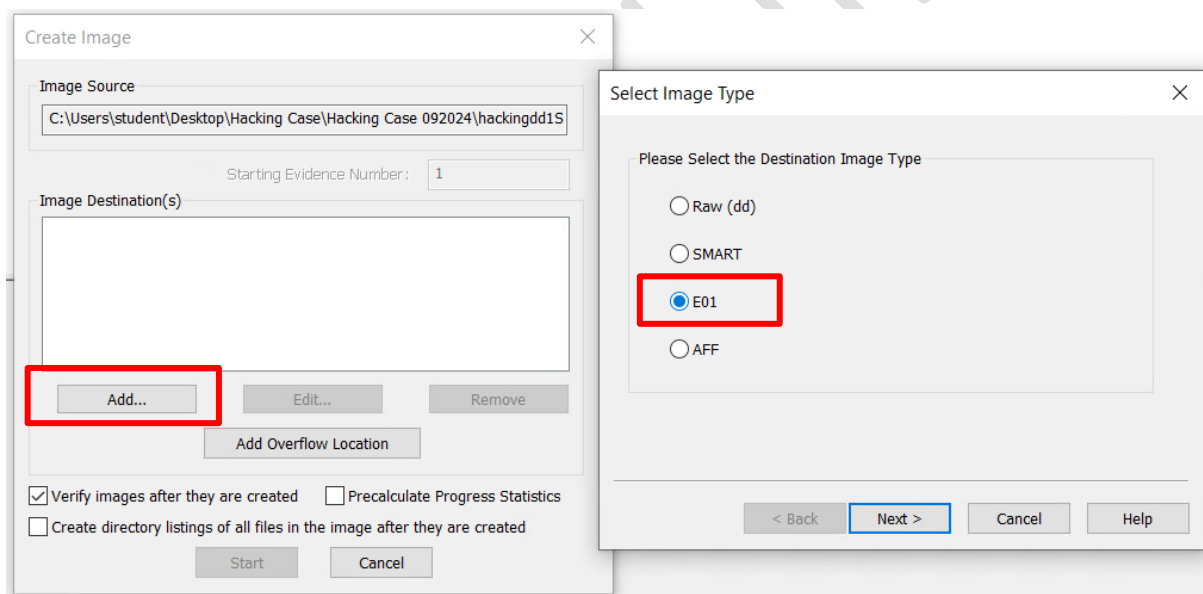 Create Image
Image Source
C:\Users\student\Desktop\Hacking Case\Hacking Case 092024\hackingdd1S
Starting Evidence Number: 1
Image Destination(s)
Add... Edit... Remove
Add Overflow Location
Verify images after they are created Precalculate Progress Statistics
Create directory listings of all files in the image after they are created
Start Cancel
Select Image Type
Please Select the Destination Image Type
Raw (dd)
SMART
E01
AFF
< Back Next > Cancel Help